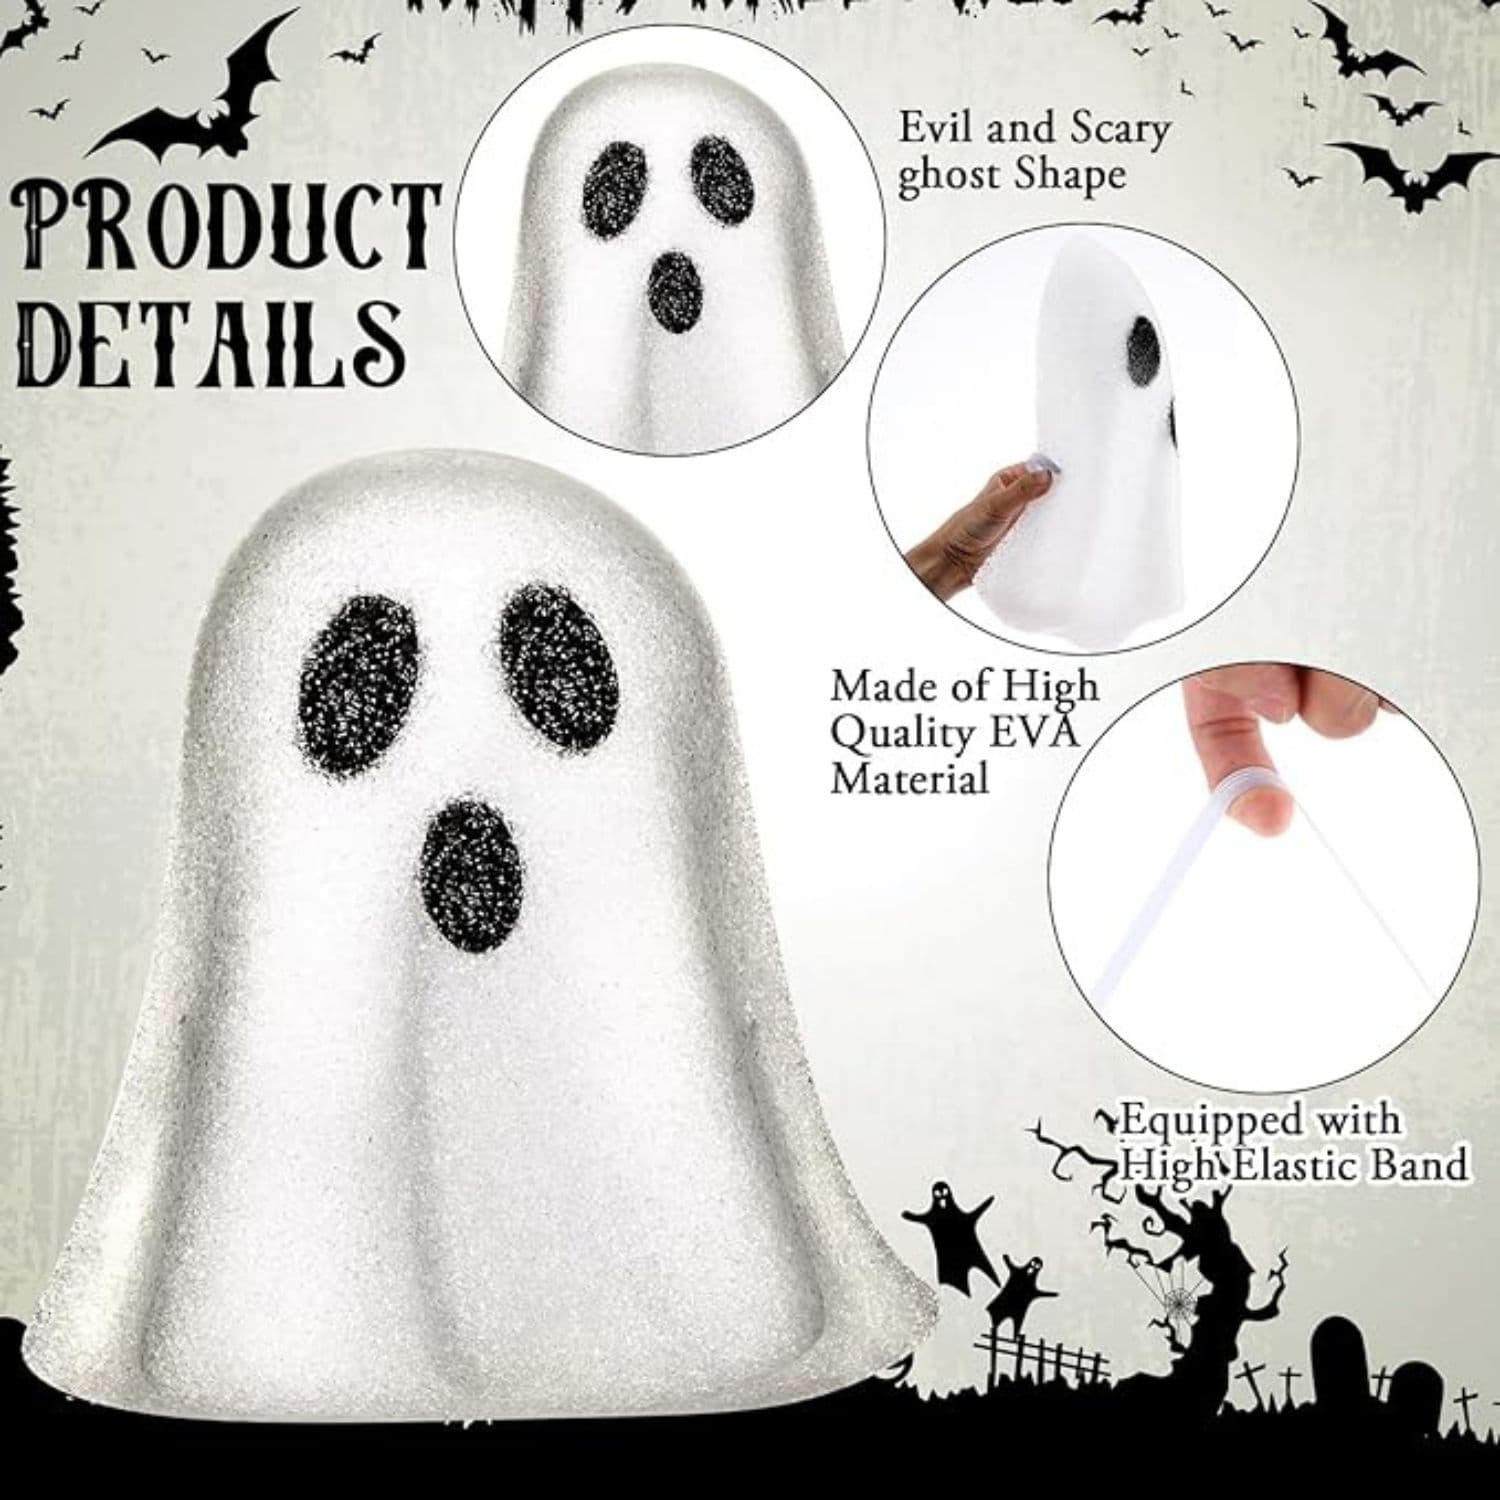 PRODUCT
DETAILS
Evil and Scary
ghost Shape
Made of High
Quality EVA
Material
Equipped with
High Elastic Band